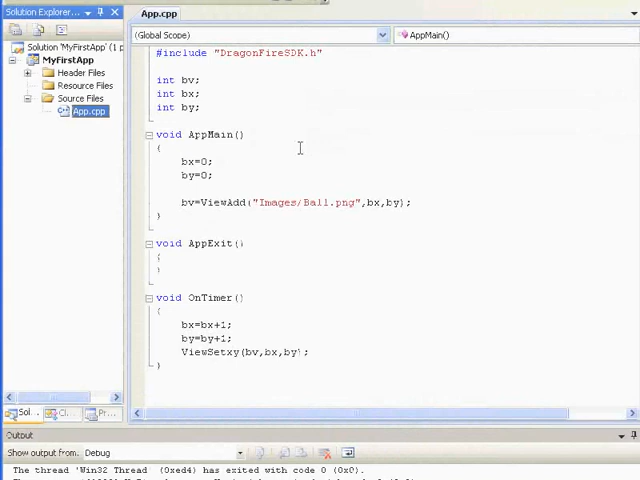 Solution Explorer...
App.cpp
(Global Scope)
AppMain()
Solution 'MyFirstApp' (1 p
MyFirstApp
Header Files
Resource Files
Source Files
App.cpp
#include "DragonFireSDK.h"
int bv;
int bx;
int by;
void AppMain()
{
bx=0;
by=0;
bv=ViewAdd("Images/Ball.png",bx,by);
}
void AppExit()
{
}
void OnTimer()
{
bx=bx+1;
by=by+1;
ViewSetxy(bv,bx,by);
}
Sol...
Cl...
Pr...
Output
Show output from:
Debug
The thread 'Win32 Thread' (0xed4) has exited with code 0 (0x0).